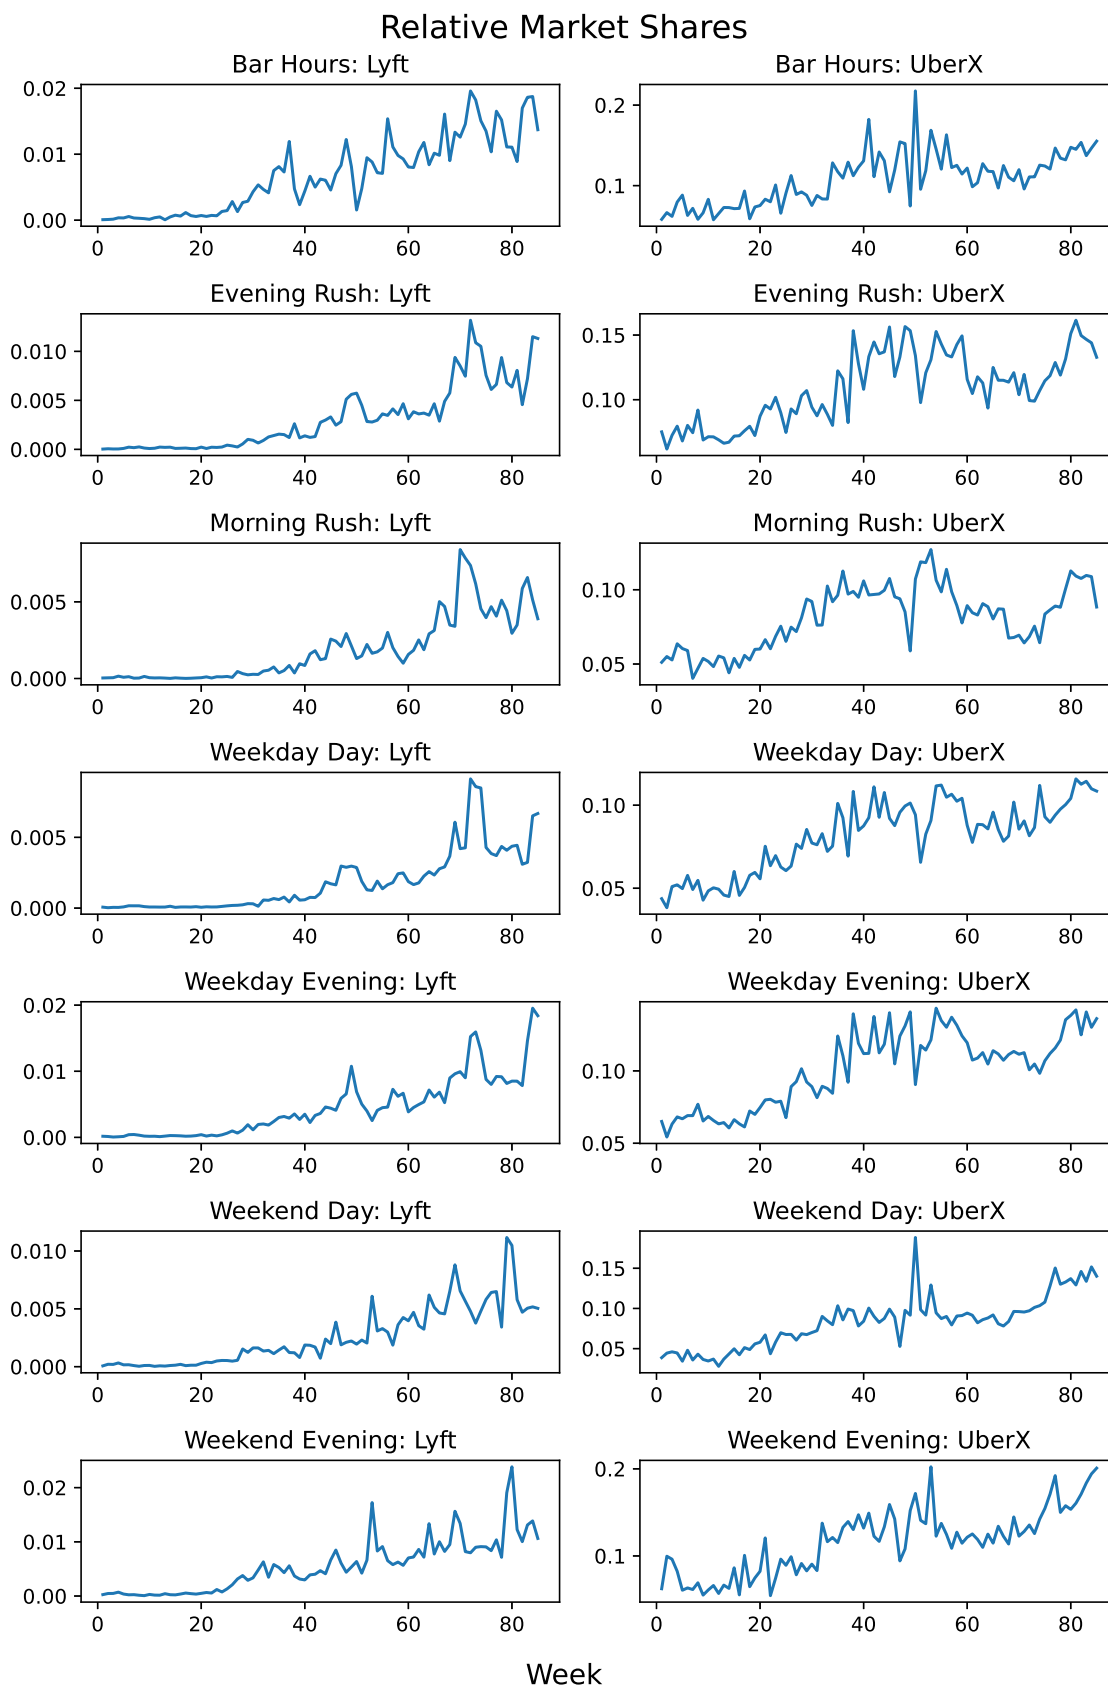 Relative Market Shares
Bar Hours: Lyft
0.02
0.01
0.00
0 20 40 60 80
Bar Hours: UberX
0.2
0.1
0 20 40 60 80
Evening Rush: Lyft
0.010
0.005
0.000
0 20 40 60 80
Evening Rush: UberX
0.15
0.10
0 20 40 60 80
Morning Rush: Lyft
0.005
0.000
0 20 40 60 80
Morning Rush: UberX
0.10
0.05
0 20 40 60 80
Weekday Day: Lyft
0.005
0.000
0 20 40 60 80
Weekday Day: UberX
0.10
0.05
0 20 40 60 80
Weekday Evening: Lyft
0.02
0.01
0.00
0 20 40 60 80
Weekday Evening: UberX
0.10
0.05
0 20 40 60 80
Weekend Day: Lyft
0.010
0.005
0.000
0 20 40 60 80
Weekend Day: UberX
0.15
0.10
0.05
0 20 40 60 80
Weekend Evening: Lyft
0.02
0.01
0.00
0 20 40 60 80
Weekend Evening: UberX
0.2
0.1
0 20 40 60 80
Week